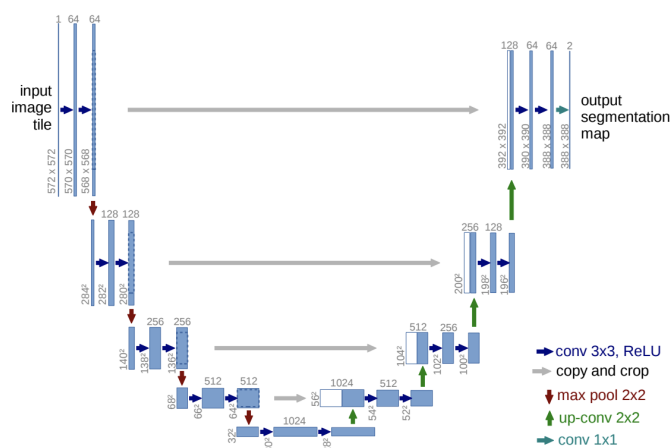 1 64 64
128 64 64 2
input
image
tile
output
segmentation
map
572 x 572
570 x 570
568 x 568
392 x 392
390 x 390
388 x 388
388 x 388
128 128
256 128
284²
282²
280²
200²
198²
196²
256 256
512 256
140²
138²
136²
104²
102²
100²
512 512
1024 512
68²
66²
64²
56²
54²
52²
1024
32²
conv 3x3, ReLU
copy and crop
max pool 2x2
up-conv 2x2
conv 1x1